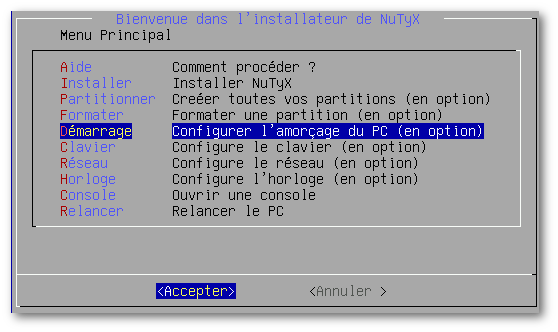 Bienvenue dans l'installateur de NuTyX
Menu Principal
Aide Comment procéder ?
Installer Installer NuTyX
Partitionner Creéer toutes vos partitions (en option)
Formater Formater une partition (en option)
Démarrage Configurer l'amorçage du PC (en option)
Clavier Configure le clavier (en option)
Réseau Configure le réseau (en option)
Horloge Configure l'horloge (en option)
Console Ouvrir une console
Relancer Relancer le PC
<Accepter> <Annuler >